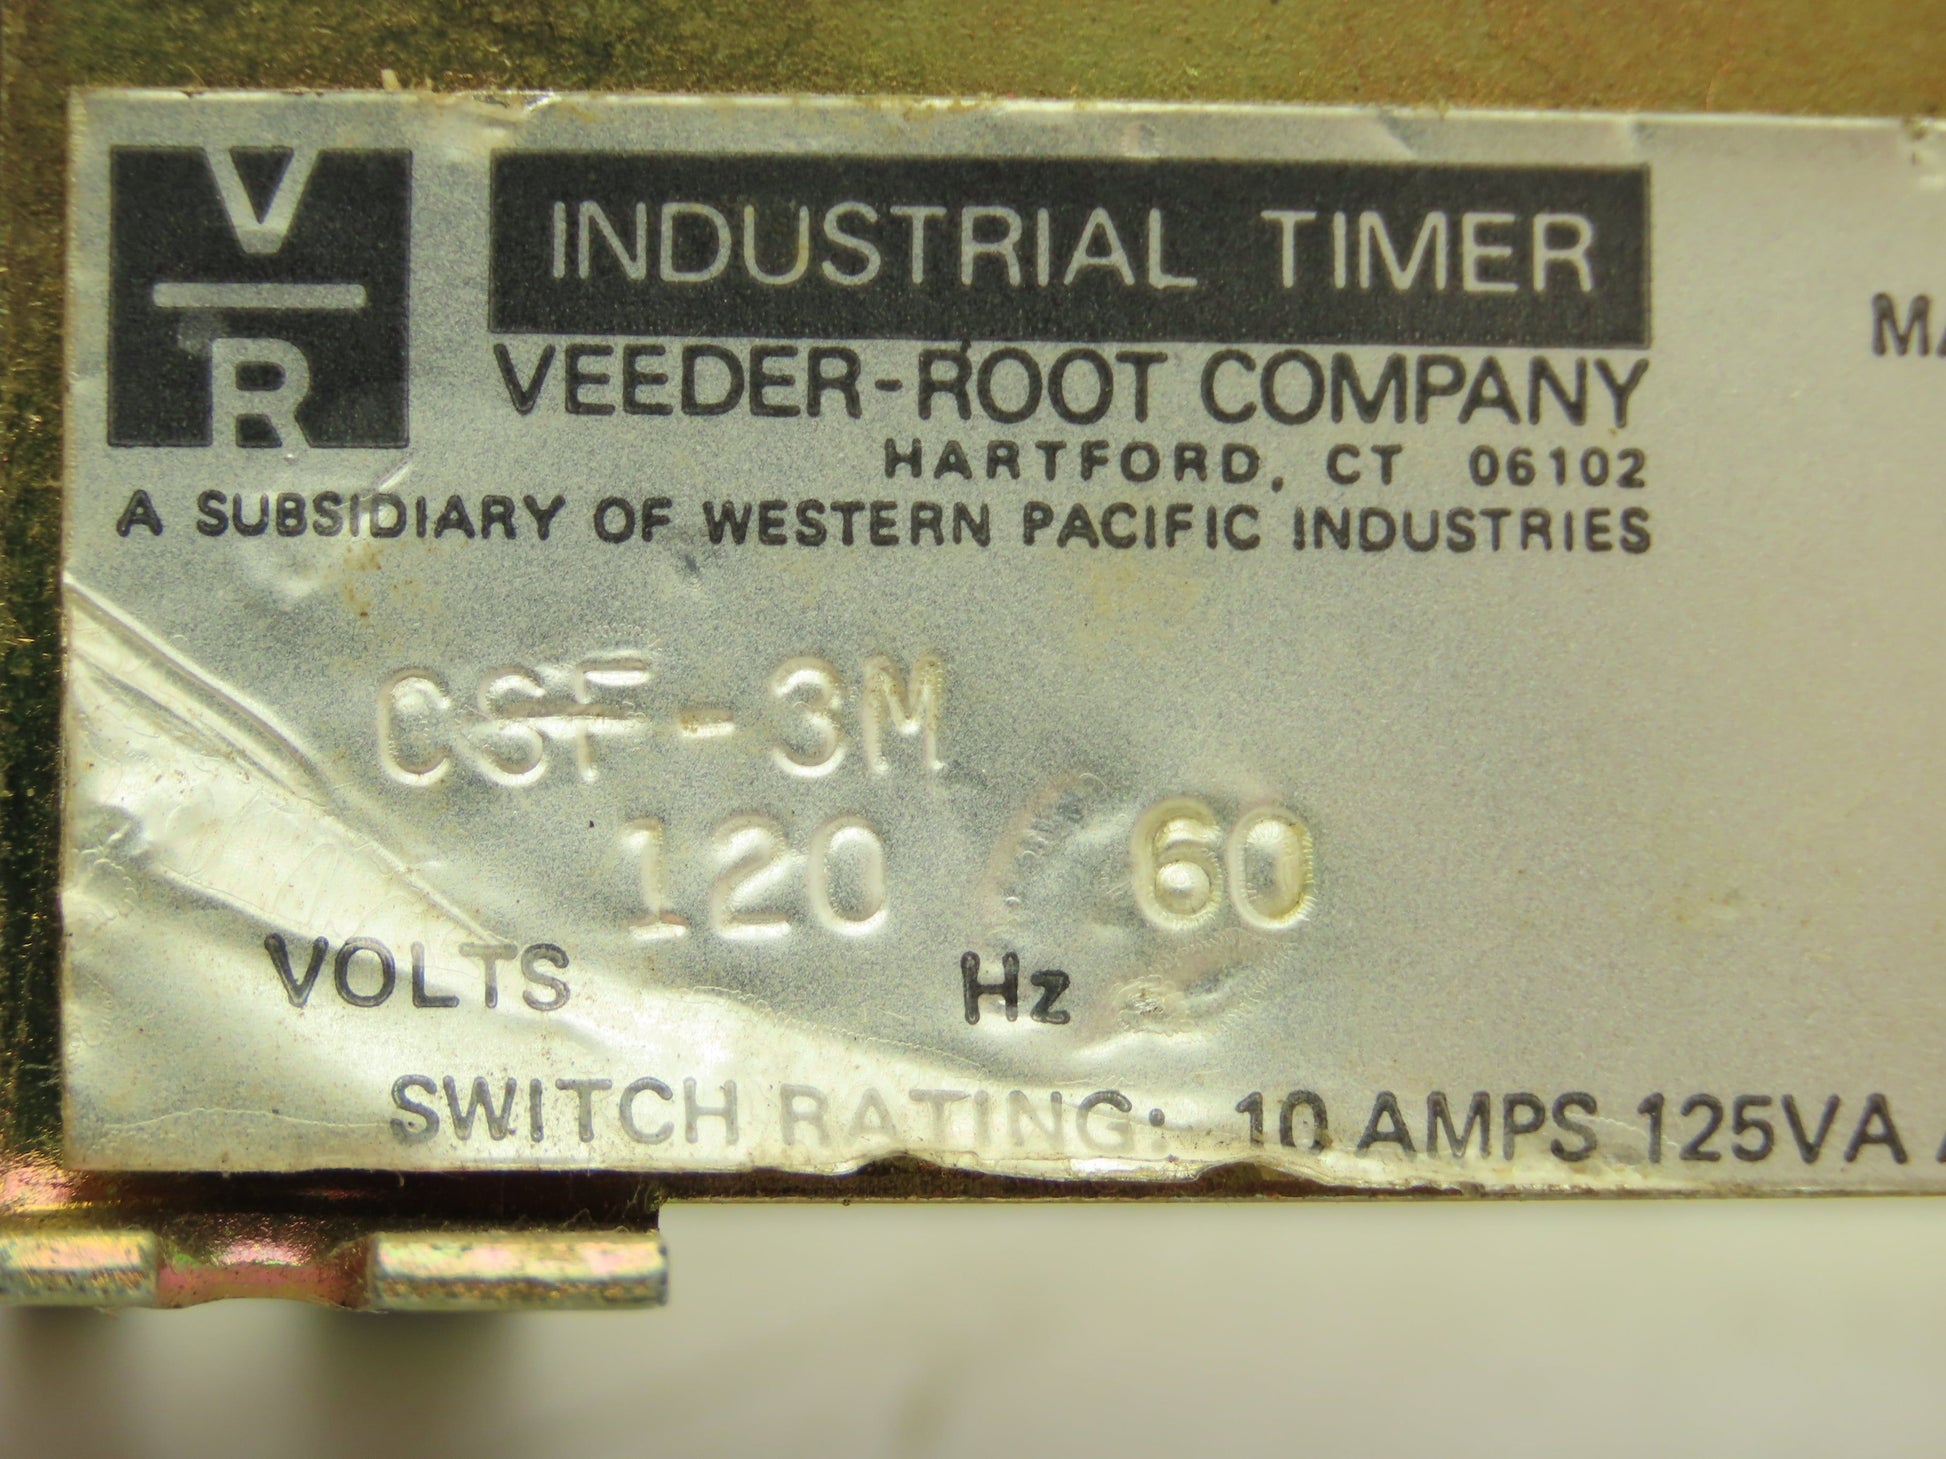 V
R
INDUSTRIAL TIMER
VEEDER-ROOT COMPANY
HARTFORD, CT 06102
A SUBSIDIARY OF WESTERN PACIFIC INDUSTRIES
CSF-3M
VOLTS 120 Hz 60
SWITCH RATING: 10 AMPS 125VA